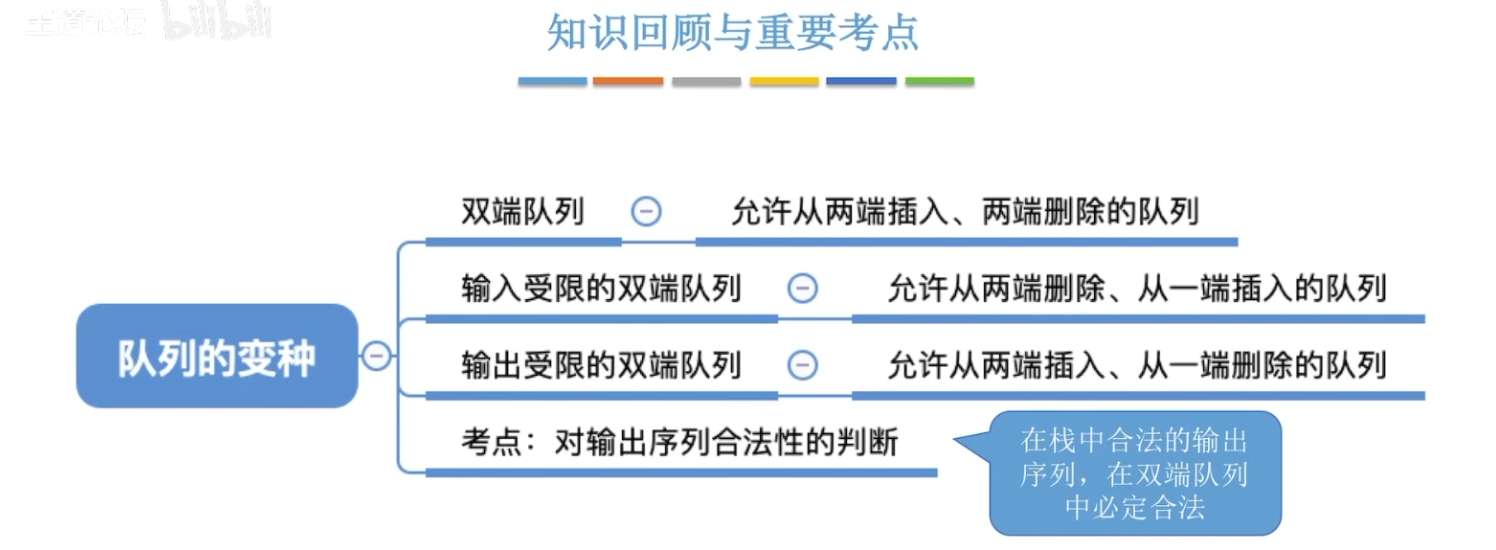 王道论坛 bilibili
知识回顾与重要考点
双端队列 允许从两端插入、两端删除的队列
输入受限的双端队列 允许从两端删除、从一端插入的队列
队列的变种
输出受限的双端队列 允许从两端插入、从一端删除的队列
考点：对输出序列合法性的判断
在栈中合法的输出
序列，在双端队列
中必定合法